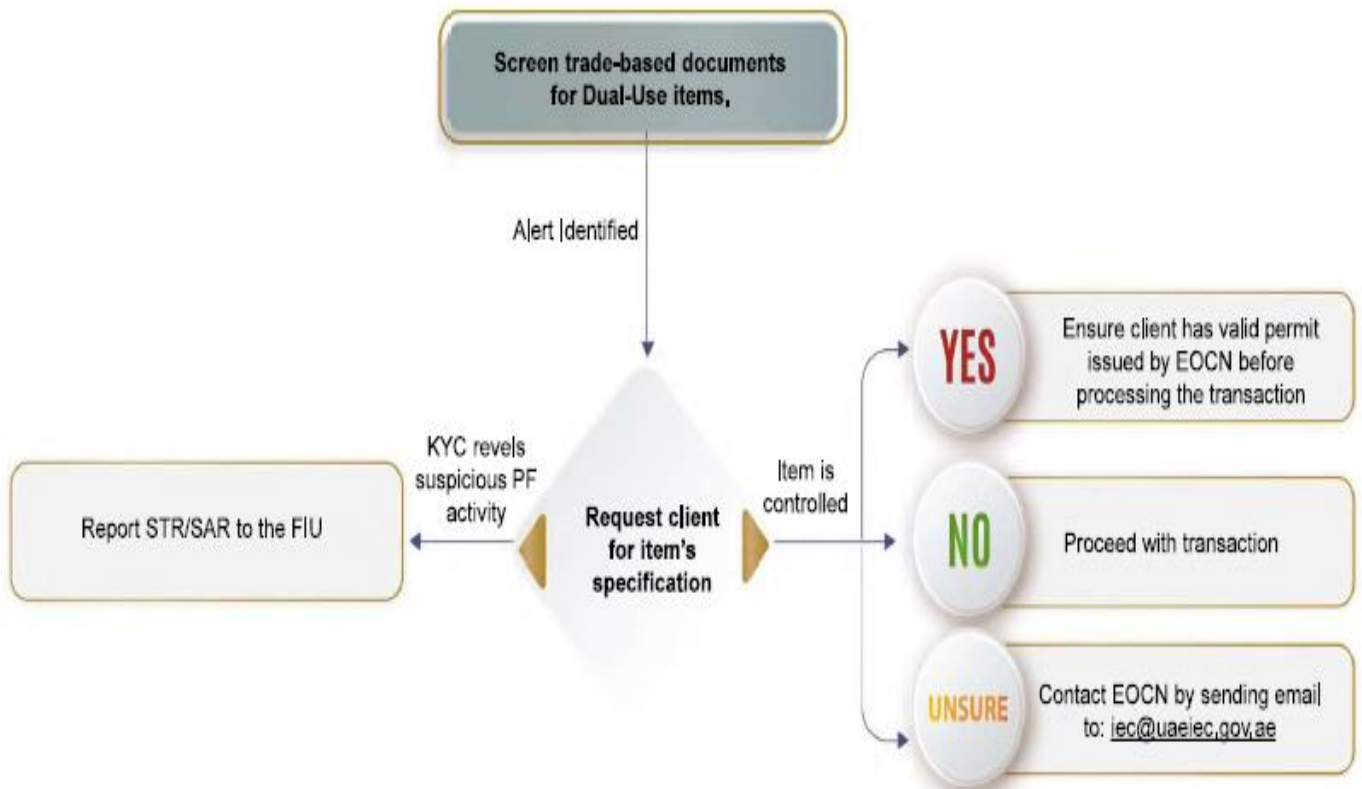 Screen trade-based documents
for Dual-Use items,
Alert Identified
KYC revels
suspicious PF
activity
Report STR/SAR to the FIU
Request client
for item's
specification
Item is
controlled
YES
Ensure client has valid permit
issued by EOCN before
processing the transaction
NO
Proceed with transaction
UNSURE
Contact EOCN by sending email
to: iec@uaeiec.gov.ae